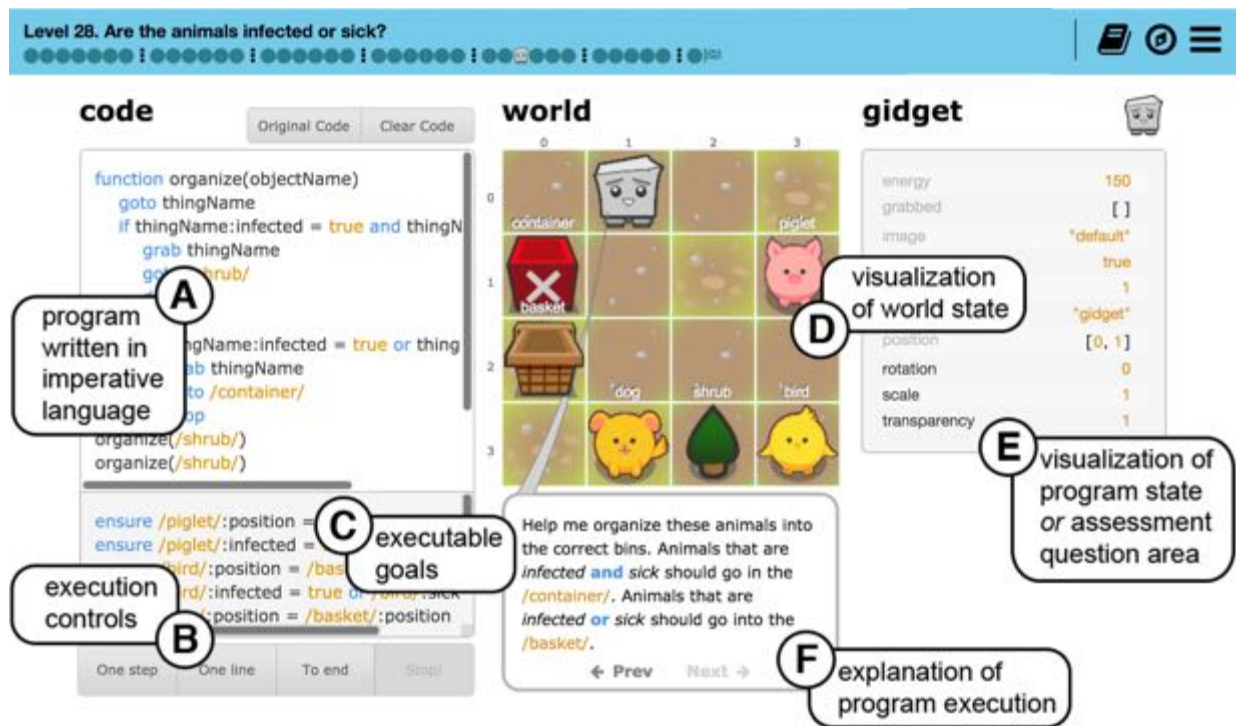 Level 28. Are the animals infected or sick?
code
Original Code
Clear Code
function organize(objectName)
goto thingName
if thingName:infected = true and thingN
grab thingName
shrub/
ngName:infected = true or thing
ab thingName
to /container/
op
organize(/shrub/)
organize(/shrub/)
ensure /piglet/:position =
ensure /piglet/:infected =
/:position = /bas
/:infected = true or
:position = /basket/:position
One step
One line
To end
Stop!
A
program
written in
imperative
language
B
execution
controls
C
executable
goals
world
0
1
2
3
0
1
2
3
container
piglet
basket
dog
shrub
bird
Help me organize these animals into
the correct bins. Animals that are
infected and sick should go in the
/container/. Animals that are
infected or sick should go into the
/basket/.
← Prev
Next →
D
visualization
of world state
gidget
energy 150
grabbed [ ]
image "default"
true
1
"gidget"
position [0, 1]
rotation 0
scale 1
transparency 1
E
visualization of
program state
or assessment
question area
F
explanation of
program execution